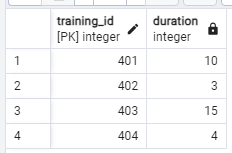 training_id duration
[PK] integer integer
1 401 10
2 402 3
3 403 15
4 404 4